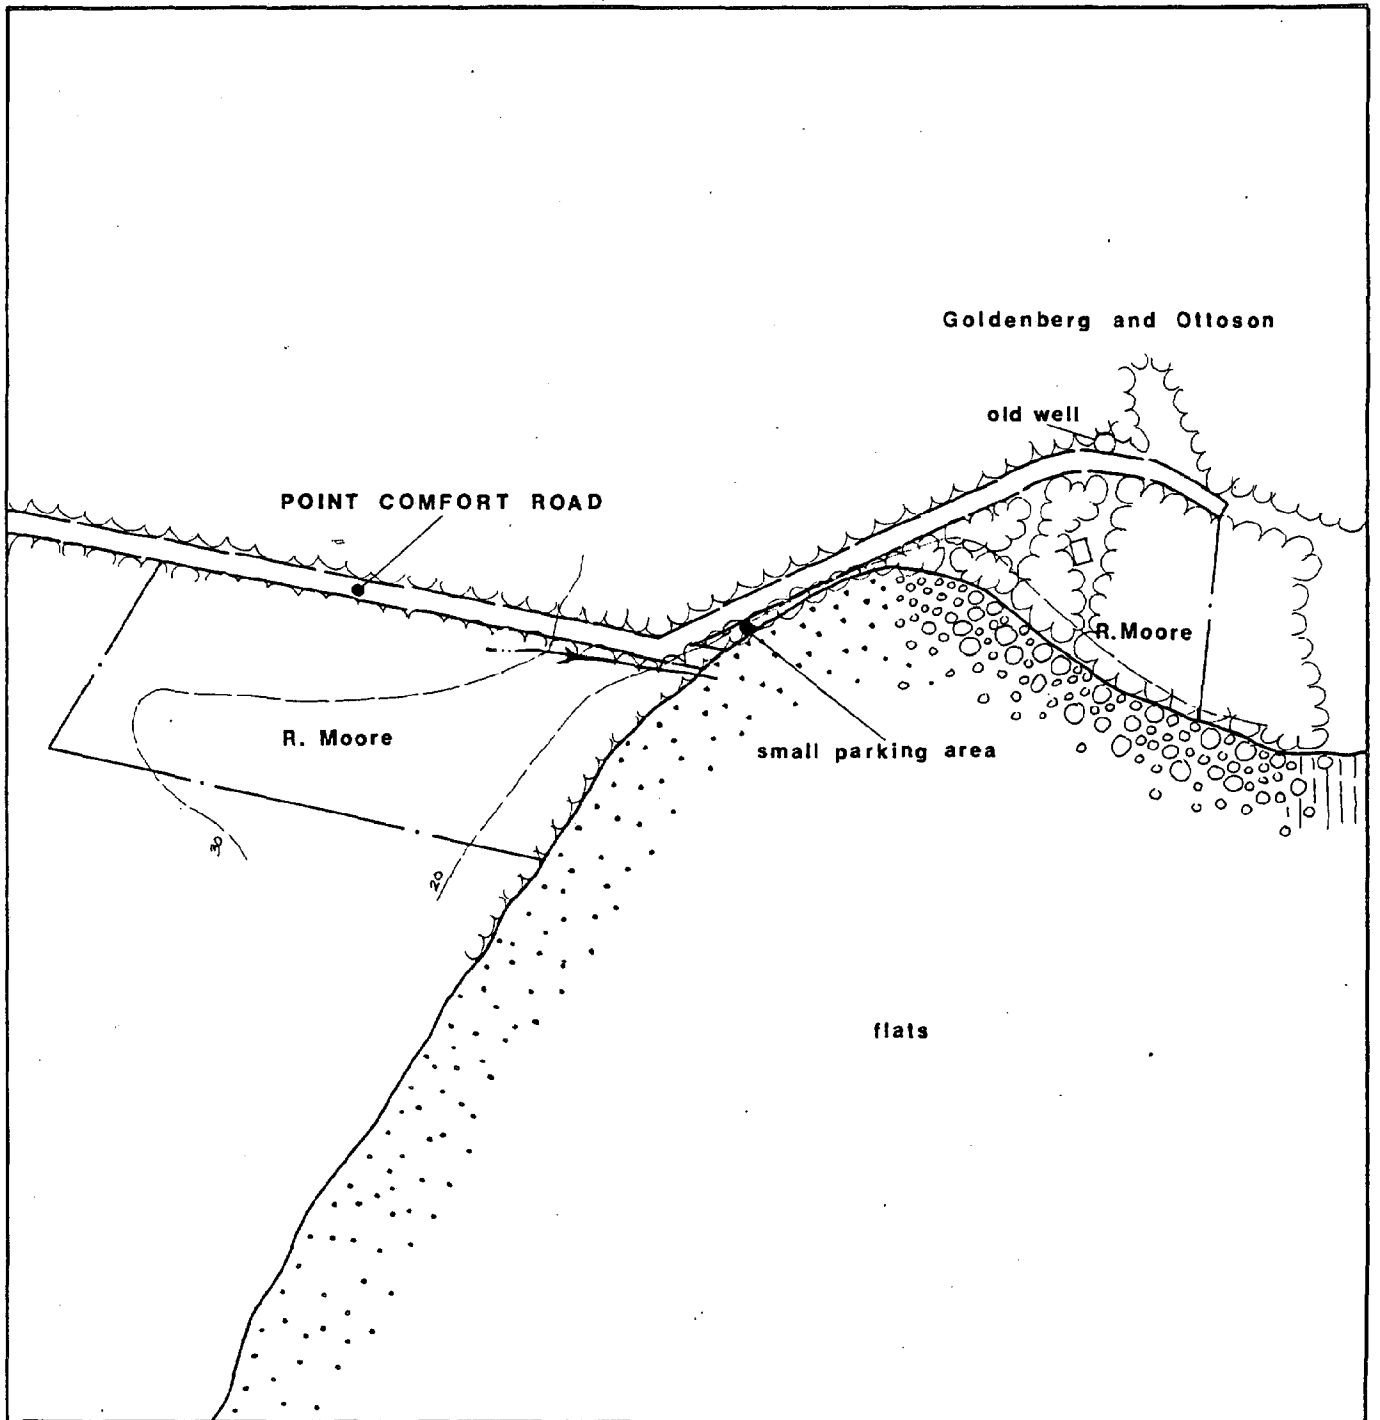 Goldenberg and Ottoson
old well
POINT COMFORT ROAD
R. Moore
R. Moore
small parking area
30
20
flats